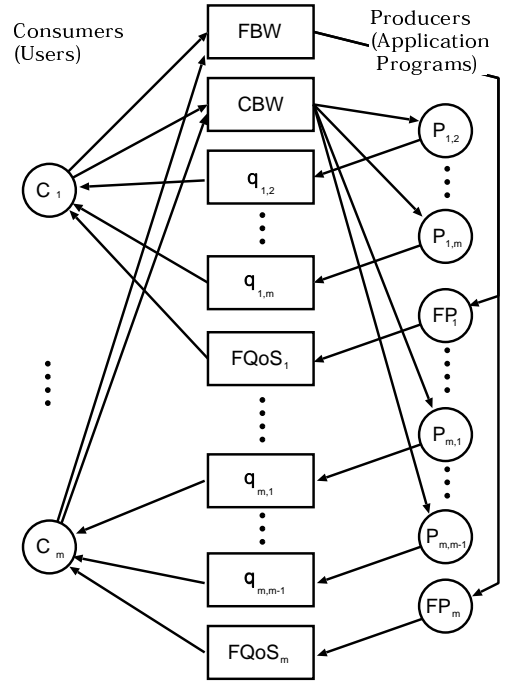 Consumers
(Users)
Producers
(Application
Programs)
FBW
CBW
P1,2
C1
q1,2
P1,m
q1,m
FP1
FQoS1
Pm,1
qm,1
Cm
Pm,m-1
qm,m-1
FPm
FQoSm